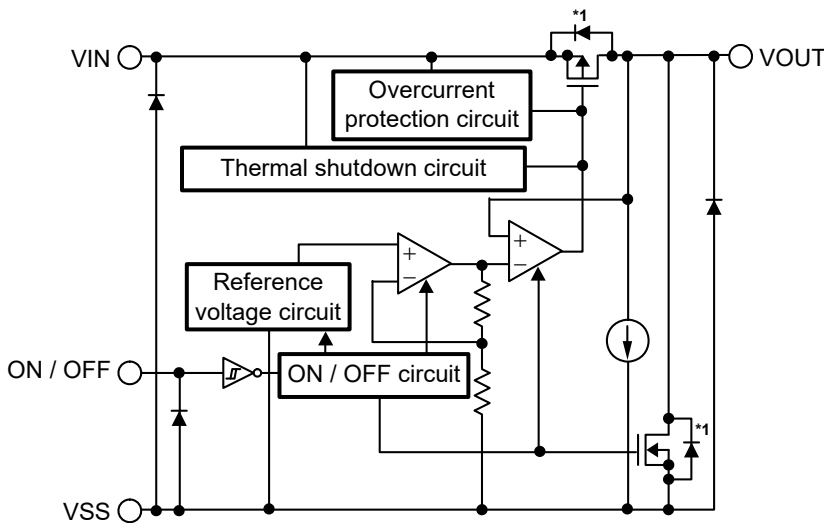 *1
VIN
VOUT
Overcurrent
protection circuit
Thermal shutdown circuit
+
−
+
−
Reference
voltage circuit
ON / OFF
ON / OFF circuit
*1
VSS